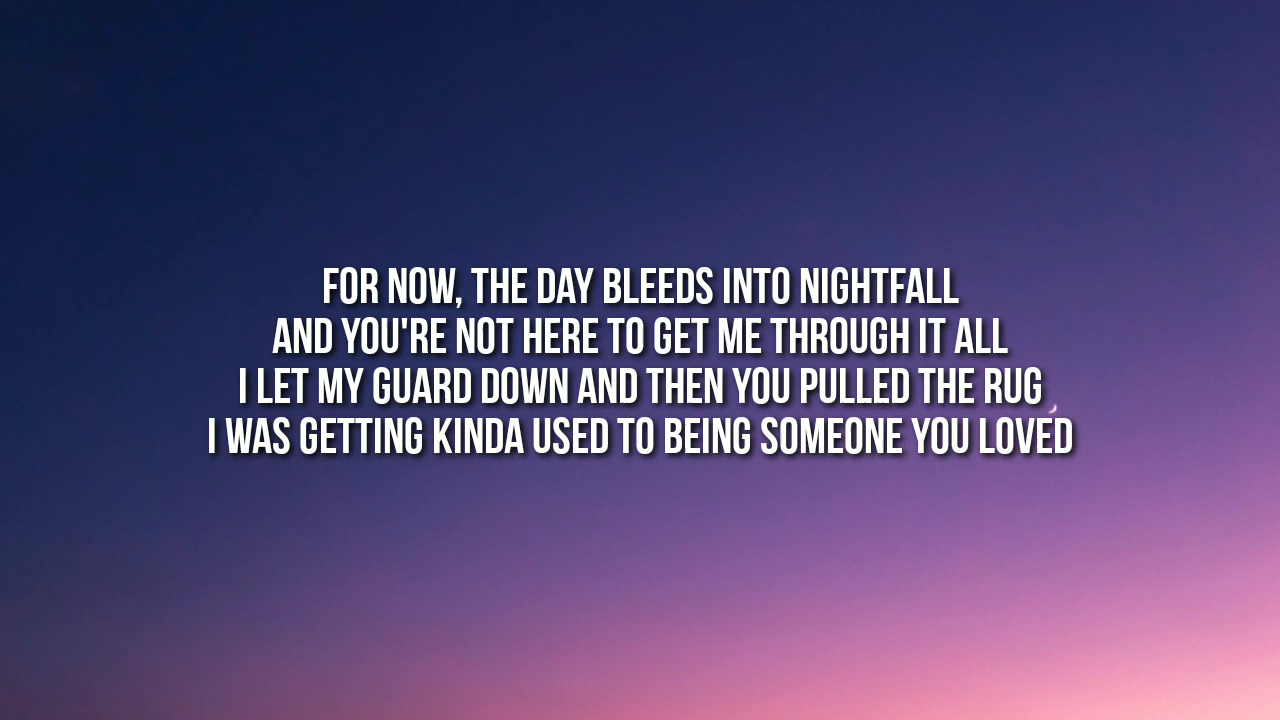 FOR NOW, THE DAY BLEEDS INTO NIGHTFALL
AND YOU'RE NOT HERE TO GET ME THROUGH IT ALL
I LET MY GUARD DOWN AND THEN YOU PULLED THE RUG
I WAS GETTING KINDA USED TO BEING SOMEONE YOU LOVED